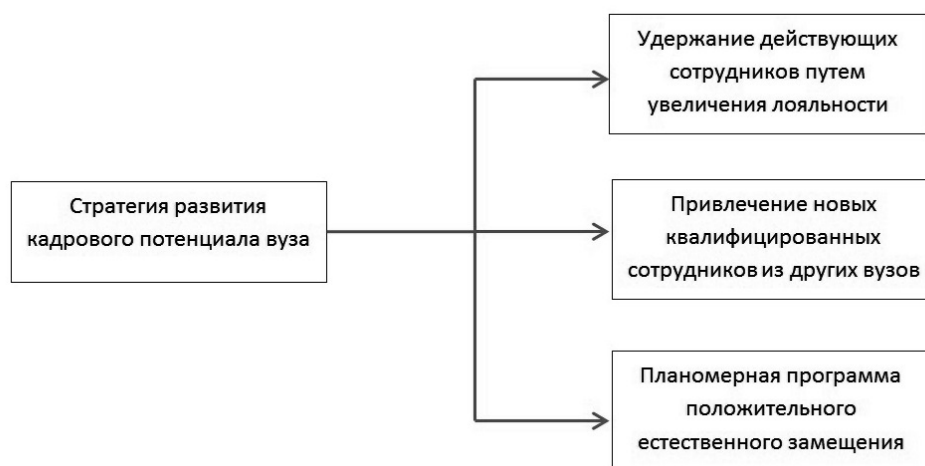 Стратегия развития
кадрового потенциала вуза
Удержание действующих
сотрудников путем
увеличения лояльности
Привлечение новых
квалифицированных
сотрудников из других вузов
Планомерная программа
положительного
естественного замещения